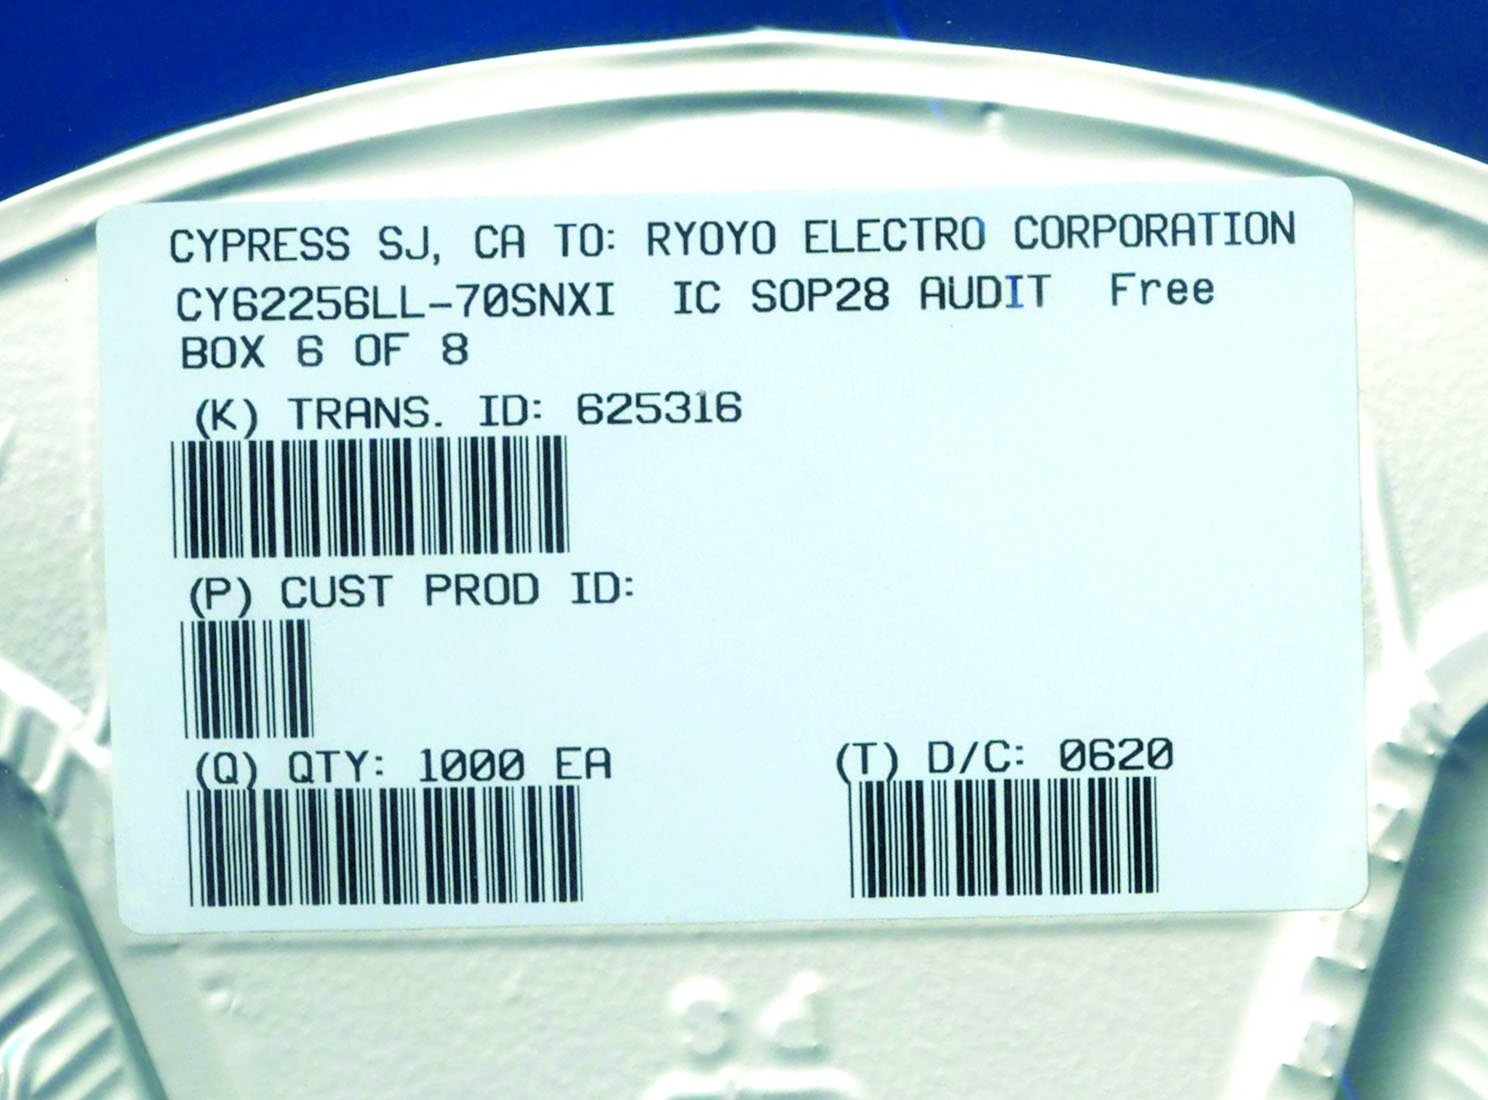 CYPRESS SJ, CA TO: RYOYO ELECTRO CORPORATION
CY62256LL-70SNXI IC SOP28 AUDIT Free
BOX 6 OF 8
(K) TRANS. ID: 625316
(P) CUST PROD ID:
(Q) QTY: 1000 EA
(T) D/C: 0620